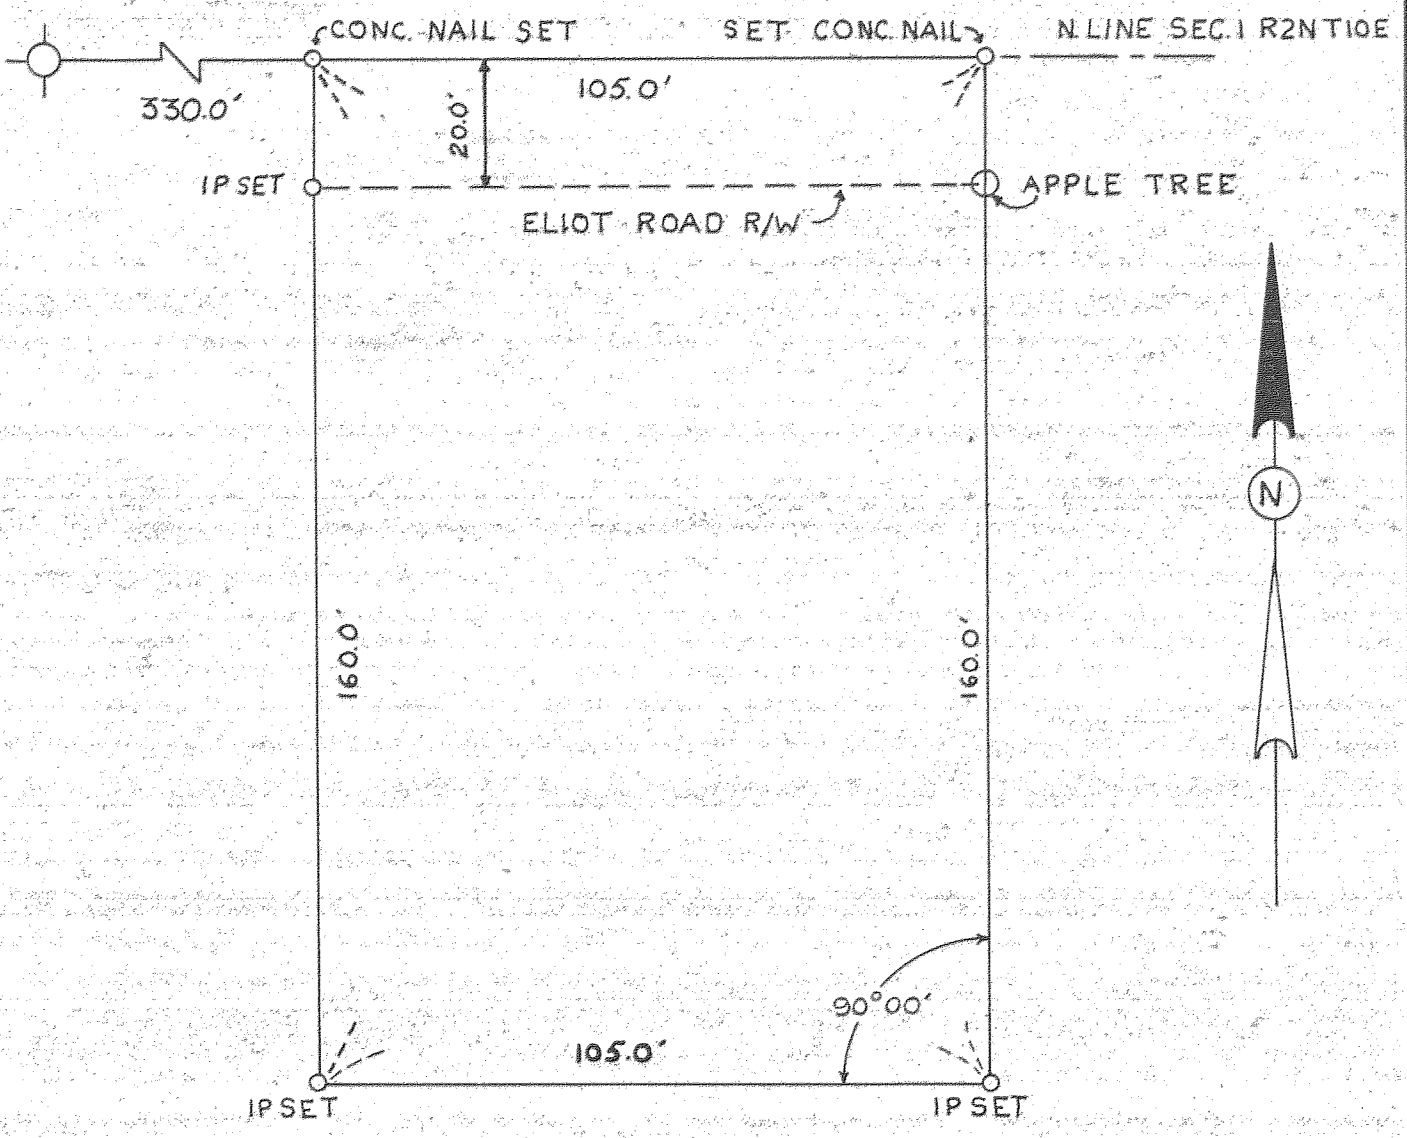 CONC. NAIL SET
SET CONC. NAIL
N. LINE SEC. 1 R2N T10E
330.0'
105.0'
20.0'
IP SET
APPLE TREE
ELIOT ROAD R/W
N
160.0'
160.0'
90°00'
105.0'
IP SET
IP SET